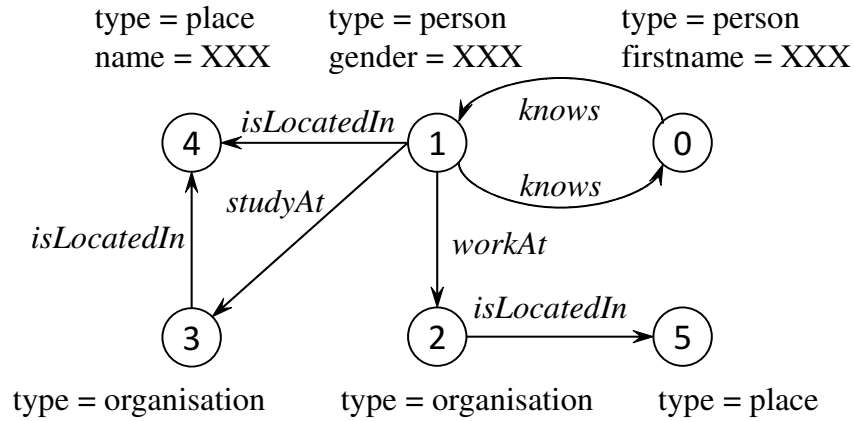 type = place
name = XXX
type = person
gender = XXX
type = person
firstname = XXX
knows
isLocatedIn
4
1
0
knows
studyAt
isLocatedIn
workAt
isLocatedIn
3
2
5
type = organisation
type = organisation
type = place